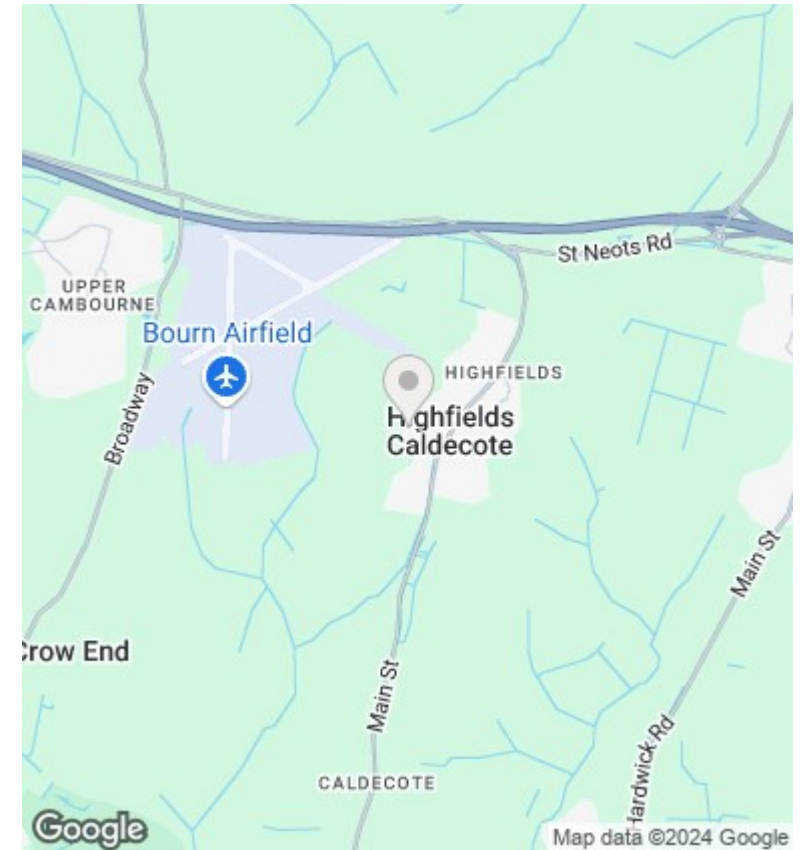 St Neots Rd
UPPER
CAMBOURNE
Bourn Airfield
HIGHFIELDS
Highfields
Caldecote
Broadway
Main St
Crow End
Main St
Hardwick Rd
CALDECOTE
Google
Map data ©2024 Google